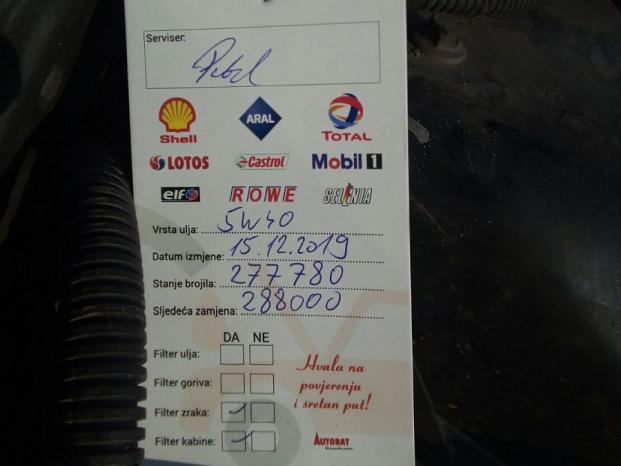 Serviser:
Shell
ARAL
TOTAL
LOTOS
Castrol
Mobil 1
elf
ROWE
SELENIA
Vrsta ulja: 5W40
Datum izmjene: 15.12.2019
Stanje brojila: 277780
Sljedeća zamjena: 288000
DA NE
Filter ulja:
Filter goriva:
Filter zraka:
Filter kabine:
Hvala na
povjerenju
i sretan put!
AUTOBAT